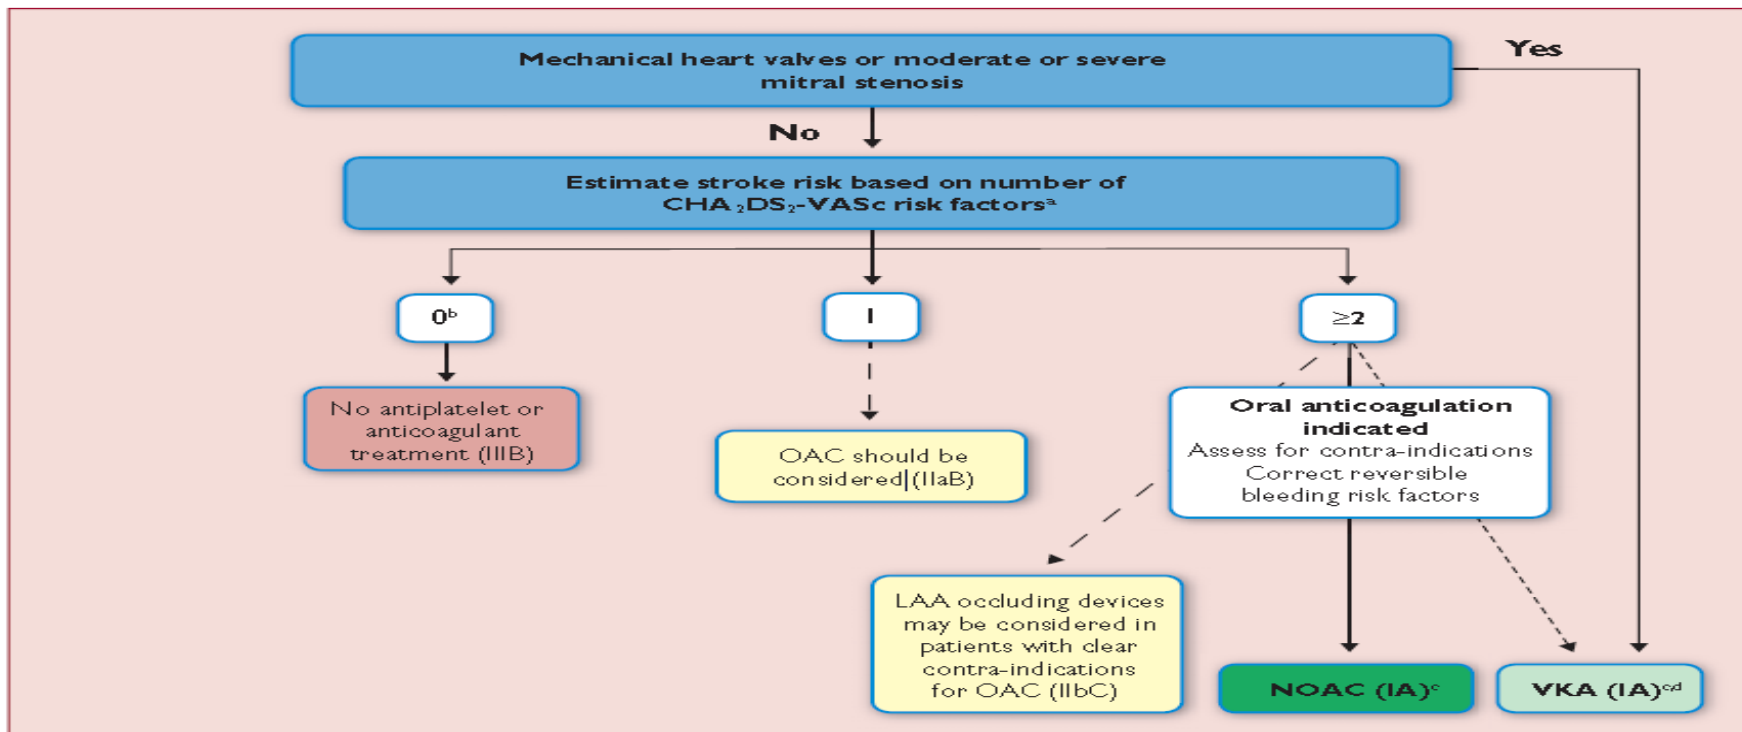 Mechanical heart valves or moderate or severe
mitral stenosis
Yes
No
Estimate stroke risk based on number of
CHA₂DS₂-VASc risk factorsᵃ
0ᵇ
1
≥2
No antiplatelet or
anticoagulant
treatment (IIIB)
OAC should be
considered|(IIaB)
Oral anticoagulation
indicated
Assess for contra-indications
Correct reversible
bleeding risk factors
LAA occluding devices
may be considered in
patients with clear
contra-indications
for OAC (IIbC)
NOAC (IA)ᶜ
VKA (IA)ᶜ,ᵈ